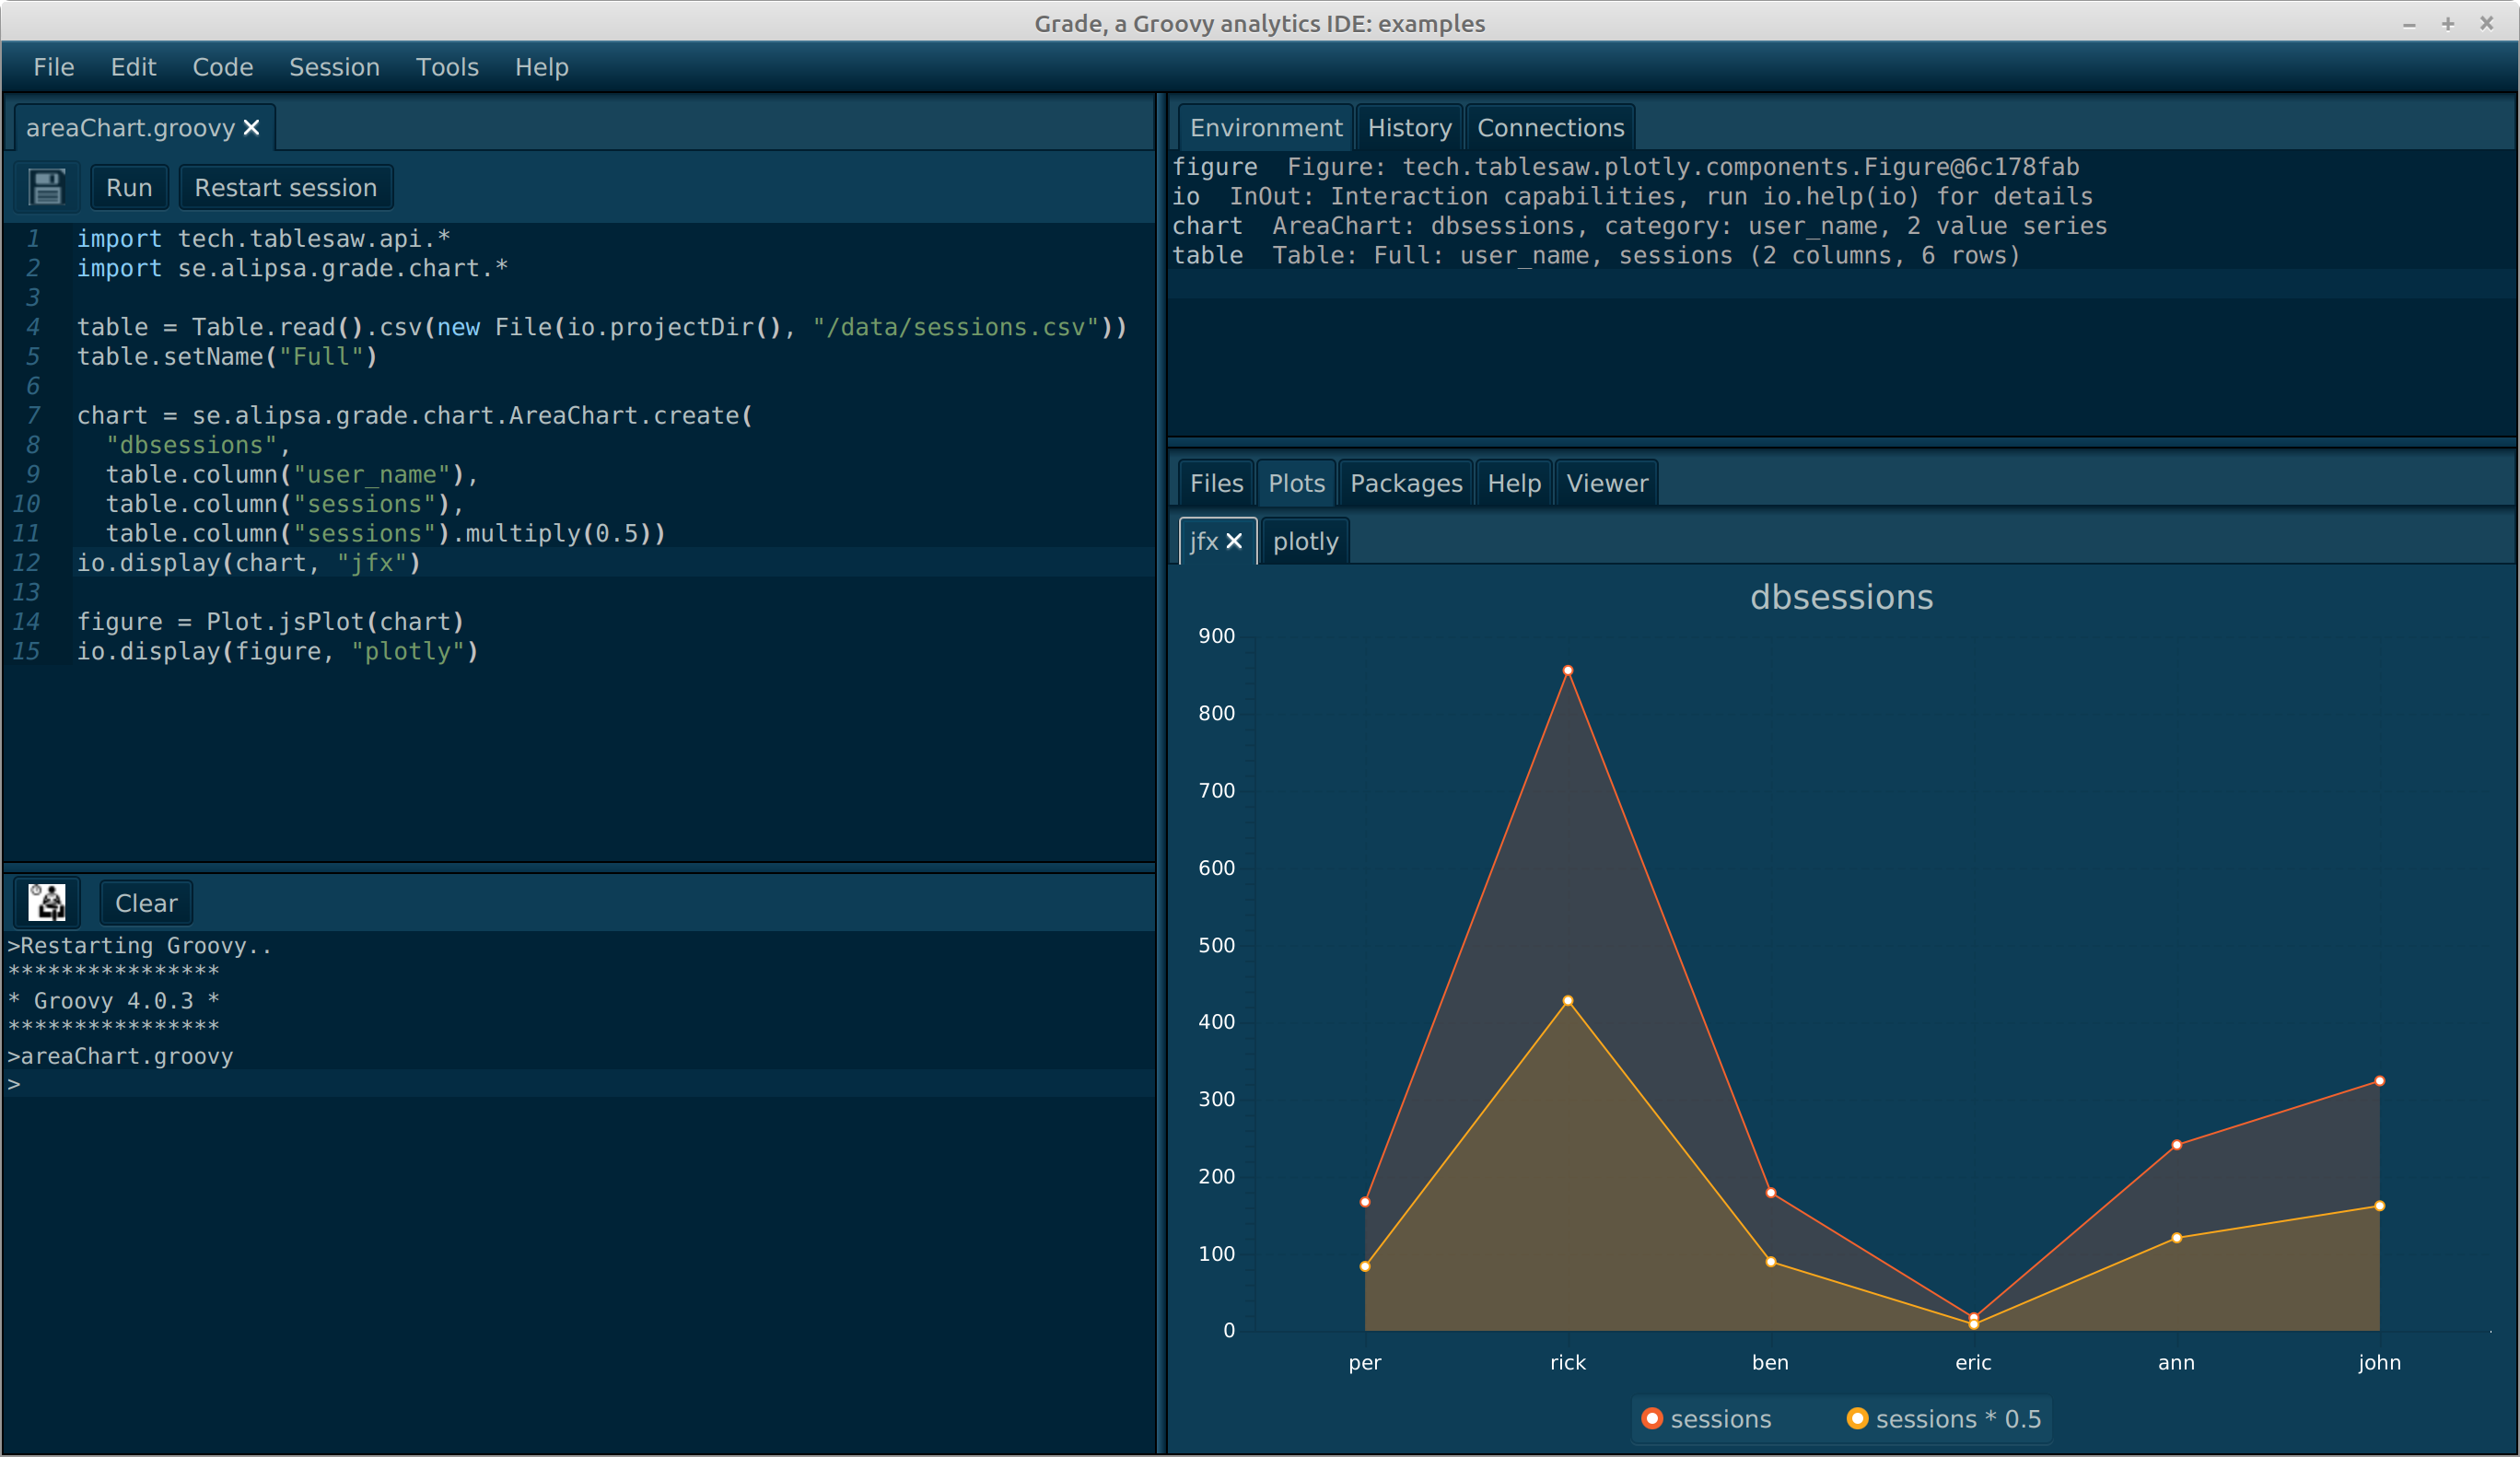 Grade, a Groovy analytics IDE: examples
File Edit Code Session Tools Help
areaChart.groovy
Run Restart session
1 import tech.tablesaw.api.*
2 import se.alipsa.grade.chart.*
3
4 table = Table.read().csv(new File(io.projectDir(), "/data/sessions.csv"))
5 table.setName("Full")
6
7 chart = se.alipsa.grade.chart.AreaChart.create(
8 "dbsessions",
9 table.column("user_name"),
10 table.column("sessions"),
11 table.column("sessions").multiply(0.5))
12 io.display(chart, "jfx")
13
14 figure = Plot.jsPlot(chart)
15 io.display(figure, "plotly")
Clear
>Restarting Groovy..
****************
* Groovy 4.0.3 *
****************
>areaChart.groovy
>
Environment History Connections
figure Figure: tech.tablesaw.plotly.components.Figure@6c178fab
io InOut: Interaction capabilities, run io.help(io) for details
chart AreaChart: dbsessions, category: user_name, 2 value series
table Table: Full: user_name, sessions (2 columns, 6 rows)
Files Plots Packages Help Viewer
jfx plotly
dbsessions
900
800
700
600
500
400
300
200
100
0
per rick ben eric ann john
sessions sessions * 0.5